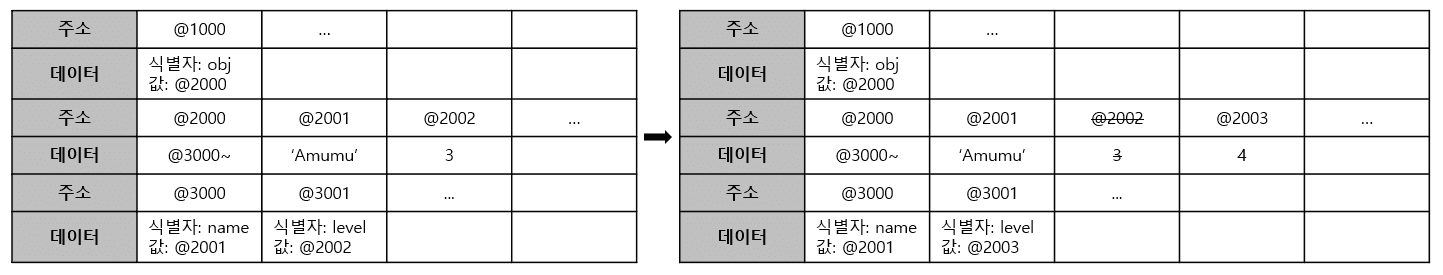 주소 @1000 ...
데이터 식별자: obj
값: @2000
주소 @2000 @2001 @2002 ...
데이터 @3000~ ‘Amumu’ 3
주소 @3000 @3001 ...
데이터 식별자: name 식별자: level
값: @2001 값: @2002
주소 @1000 ...
데이터 식별자: obj
값: @2000
주소 @2000 @2001 @2002 @2003 ...
데이터 @3000~ ‘Amumu’ 3 4
주소 @3000 @3001 ...
데이터 식별자: name 식별자: level
값: @2001 값: @2003